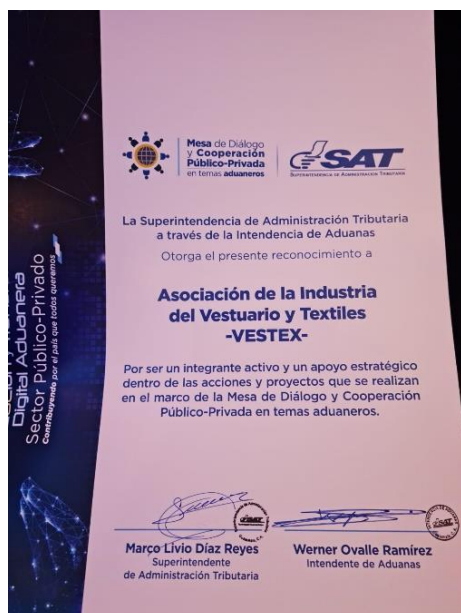 Mesa de Diálogo
y Cooperación
Público-Privada
en temas aduaneros
SAT
SUPERINTENDENCIA DE ADMINISTRACIÓN TRIBUTARIA
La Superintendencia de Administración Tributaria
a través de la Intendencia de Aduanas
Otorga el presente reconocimiento a
Asociación de la Industria
del Vestuario y Textiles
-VESTEX-
Por ser un integrante activo y un apoyo estratégico
dentro de las acciones y proyectos que se realizan
en el marco de la Mesa de Diálogo y Cooperación
Público-Privada en temas aduaneros.
Marco Livio Díaz Reyes
Superintendente
de Administración Tributaria
Werner Ovalle Ramírez
Intendente de Aduanas
Digital Aduanera
Sector Público-Privado
Contribuyendo por el país que todos queremos